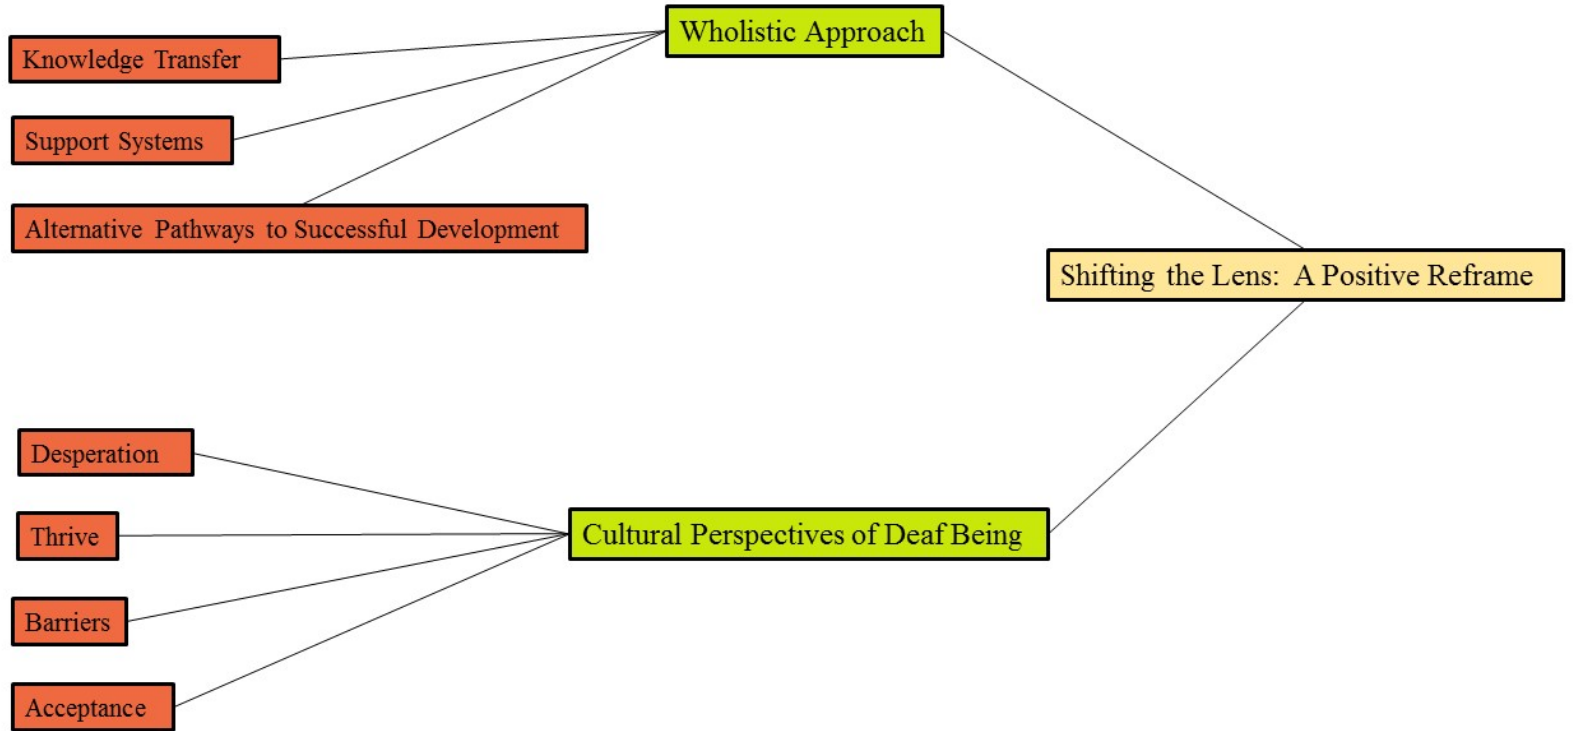 Wholistic Approach
Knowledge Transfer
Support Systems
Alternative Pathways to Successful Development
Shifting the Lens: A Positive Reframe
Desperation
Thrive
Cultural Perspectives of Deaf Being
Barriers
Acceptance